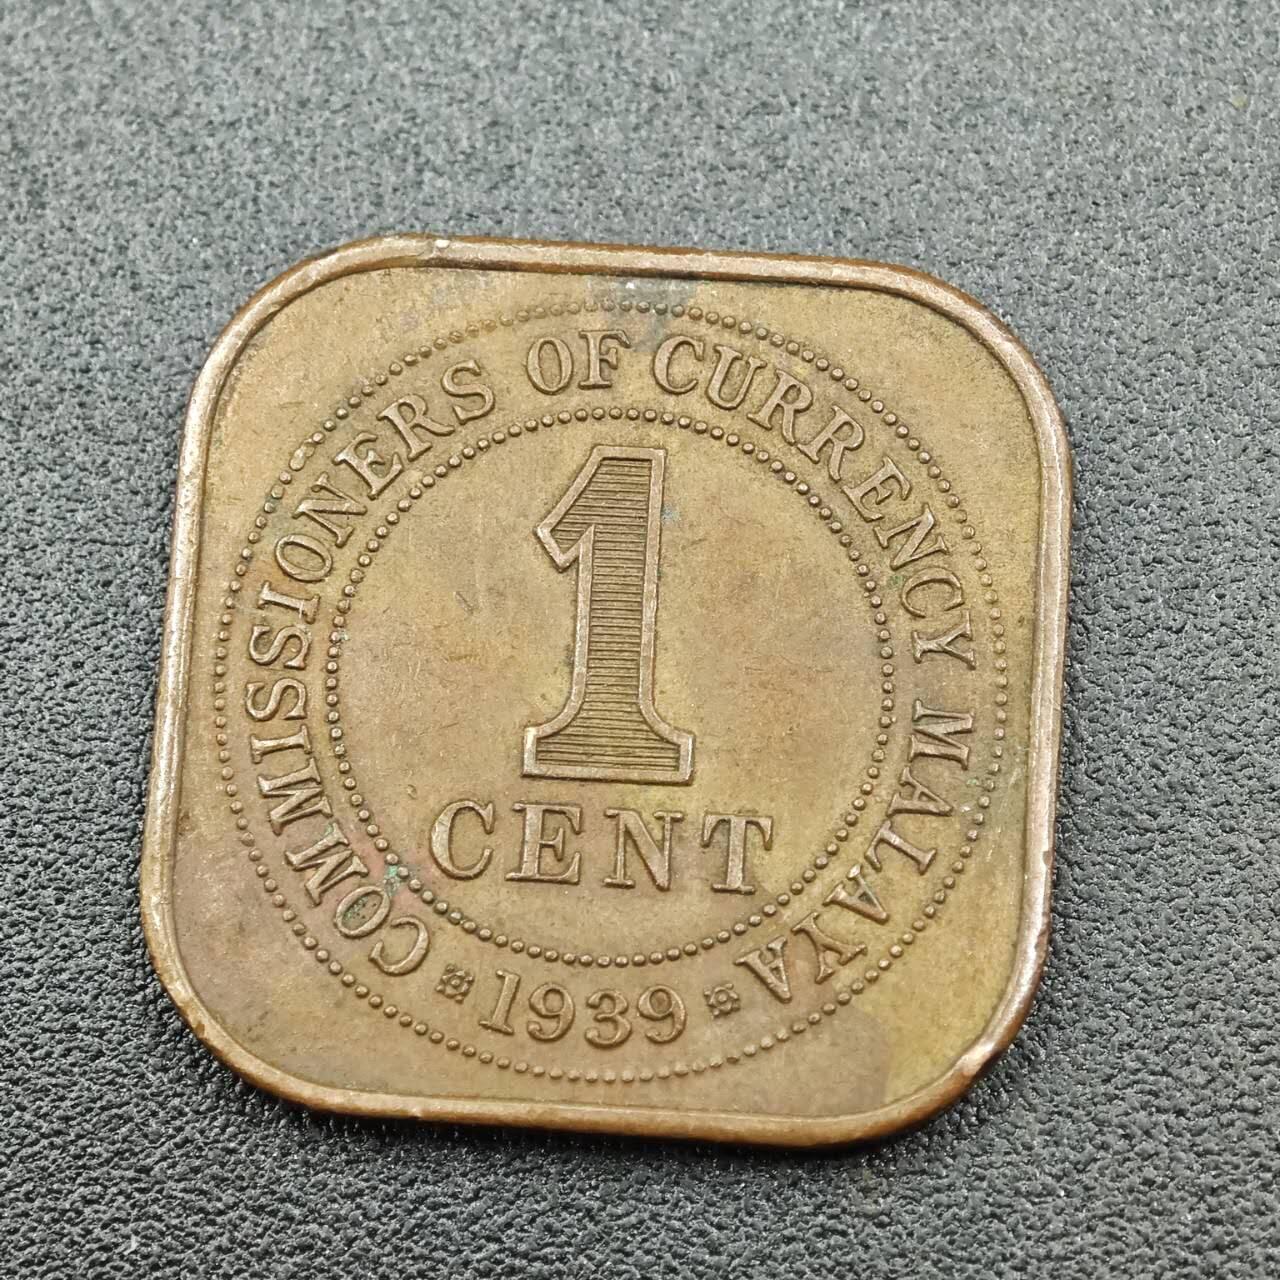 COMMISSIONERS OF CURRENCY MALAYA
1
CENT
1939